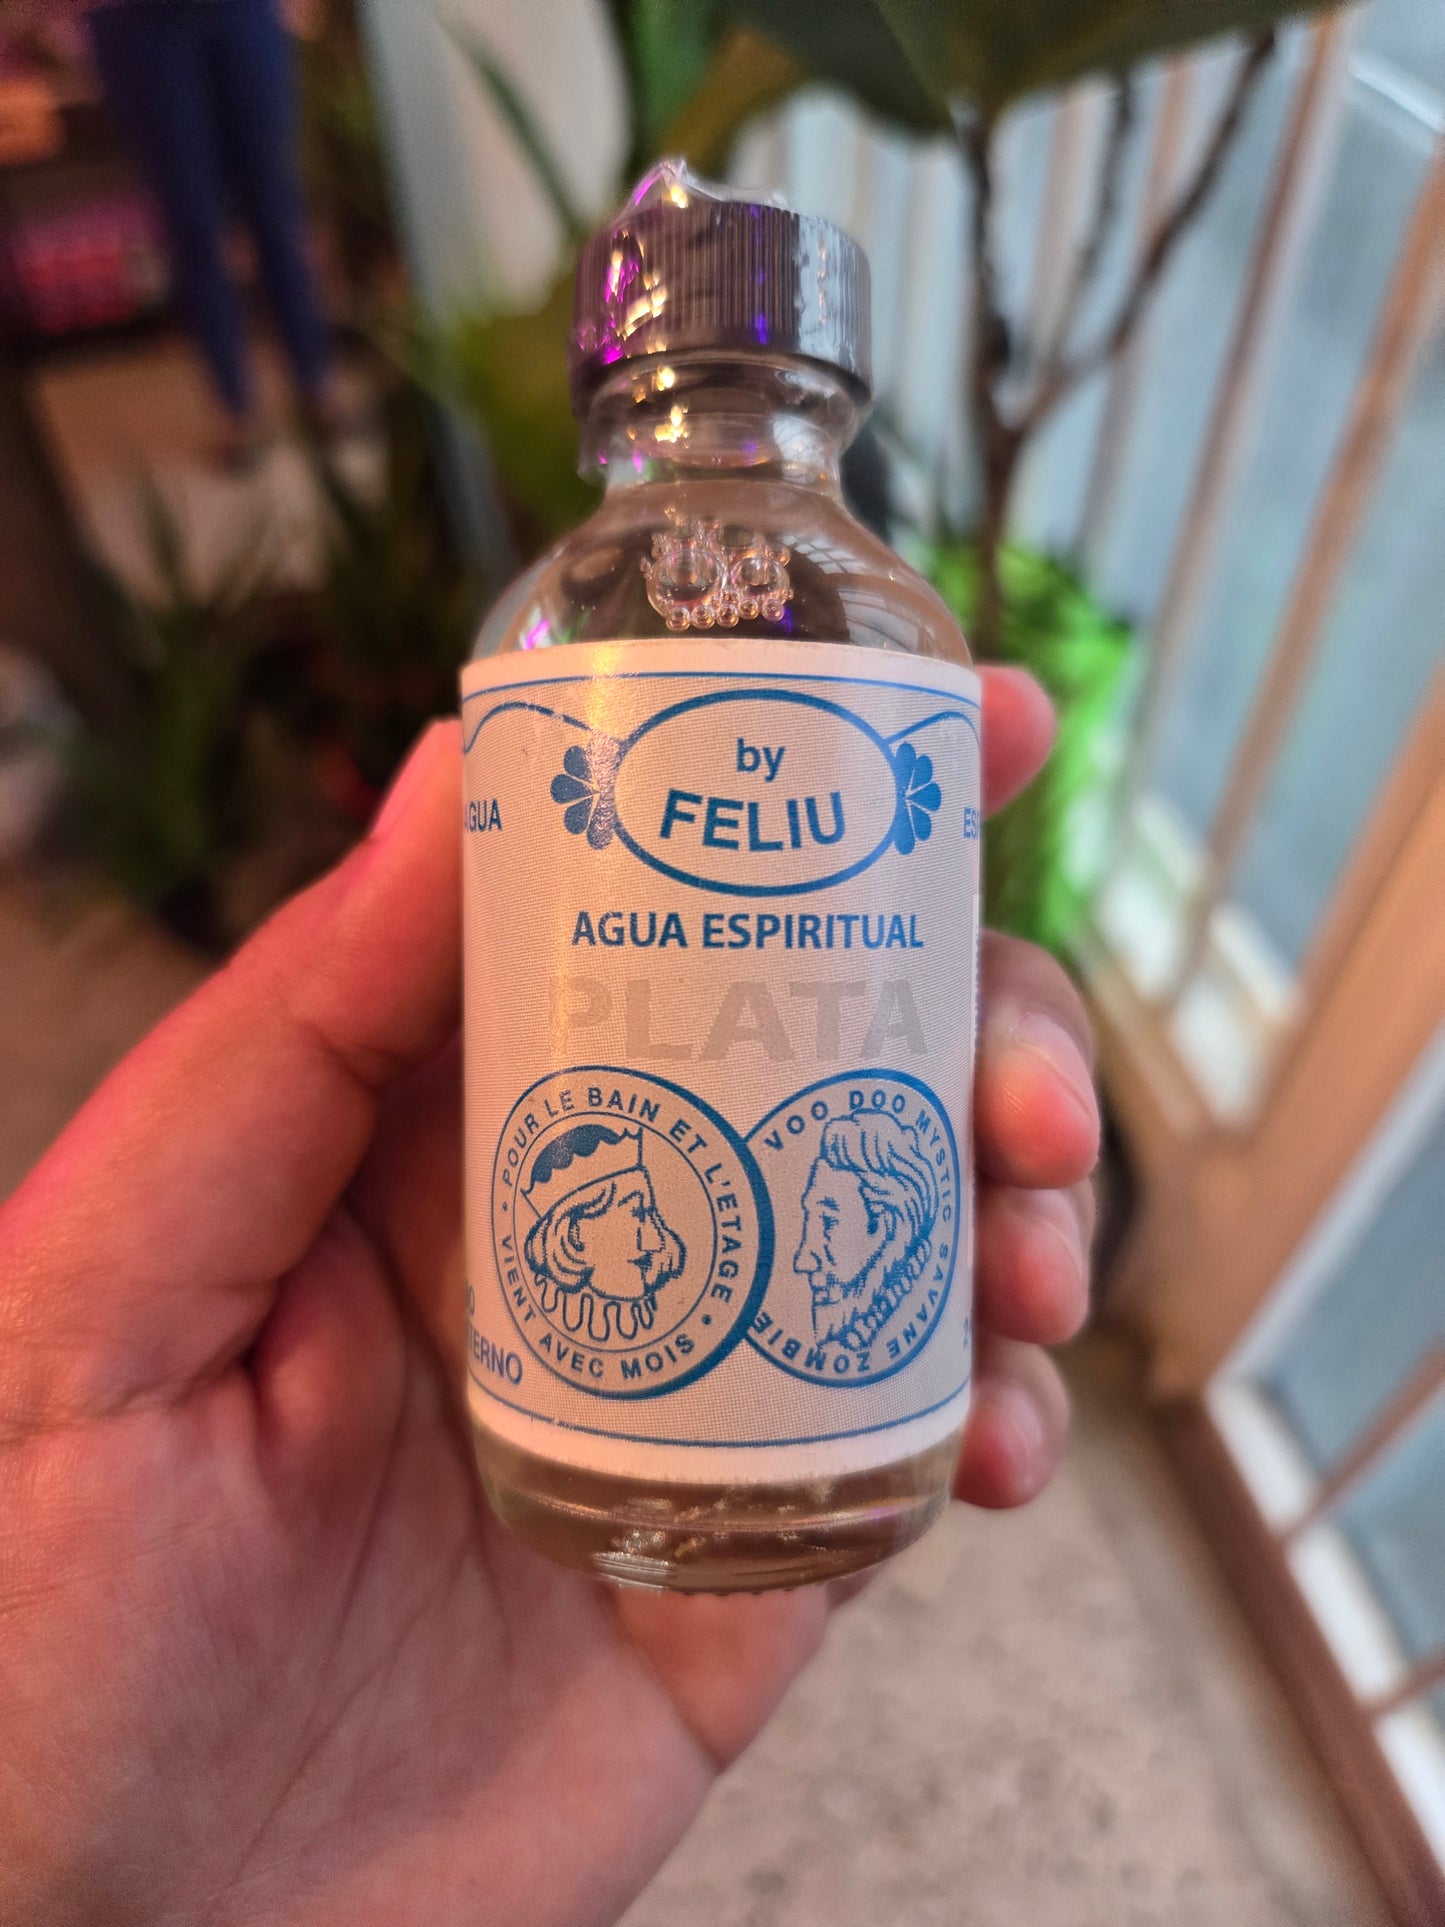 by
FELIU
AGUA
AGUA ESPIRITUAL
PLATA
• POUR LE BAIN ET L'ETAGE •
VIENT AVEC MOIS
VOO DOO MYSTIC SAVANE ZOMBIE